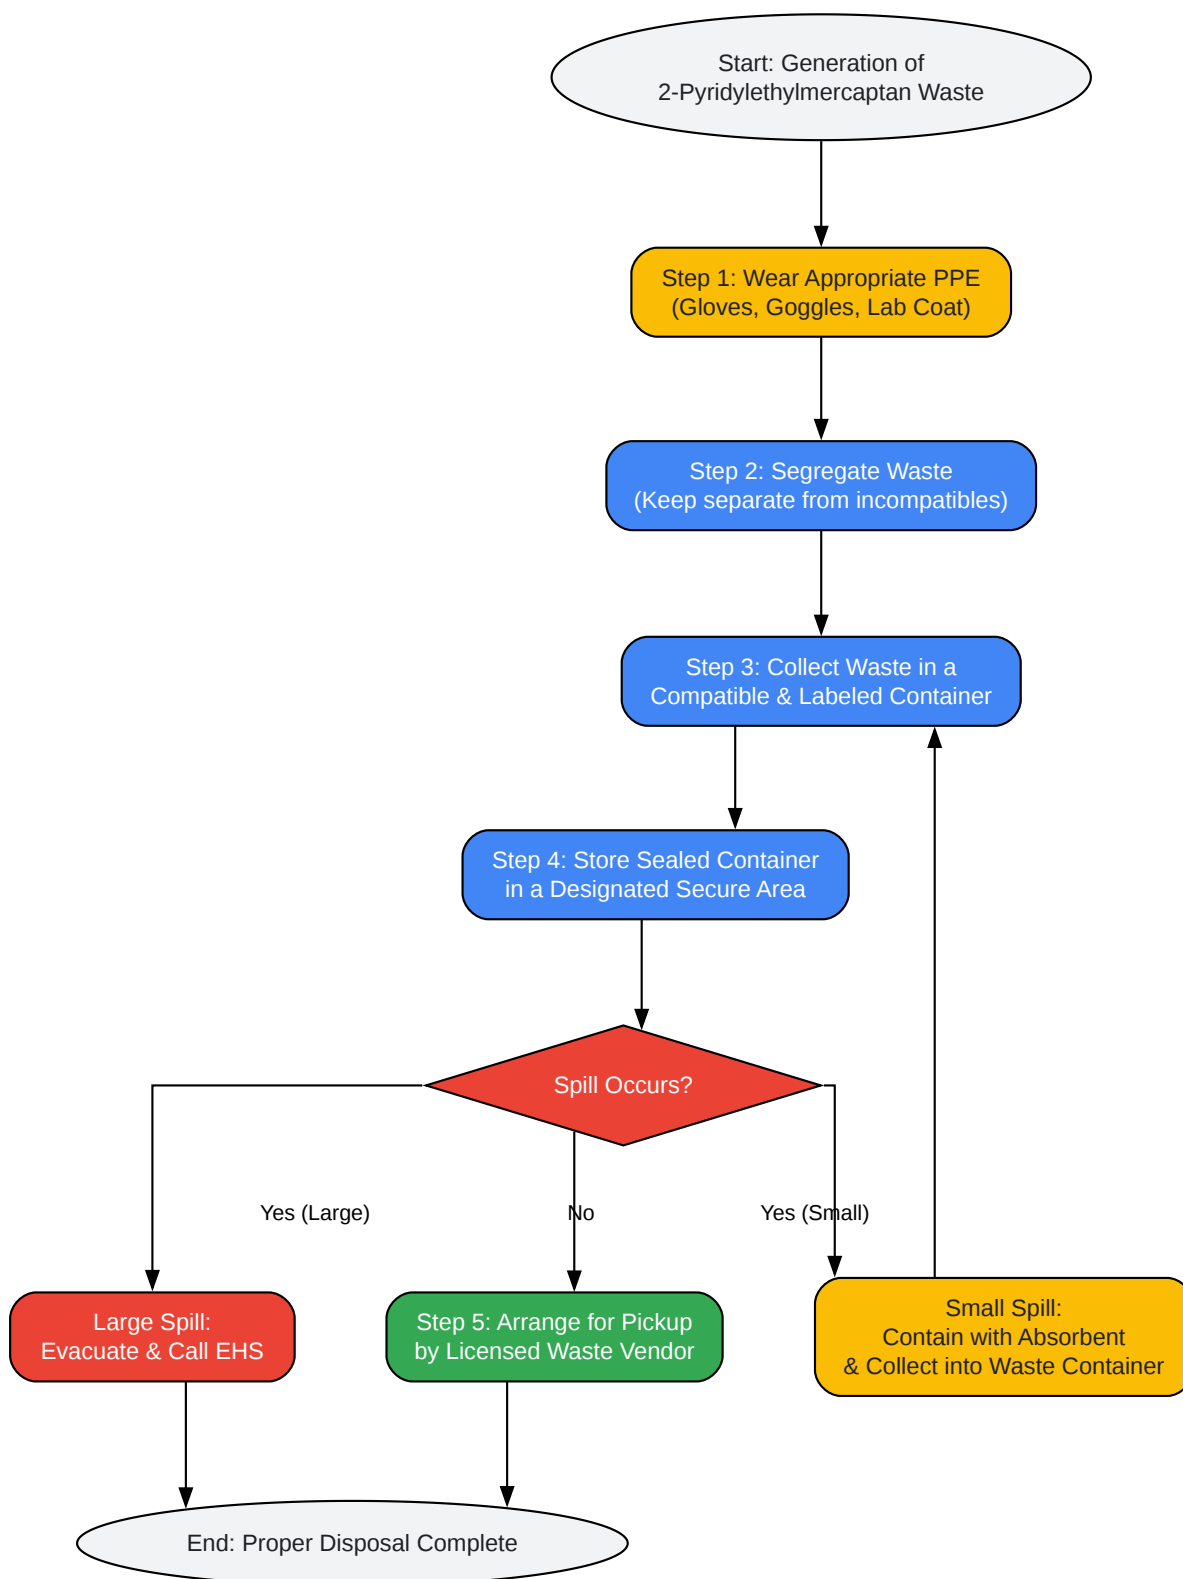 Start: Generation of
2-Pyridylethylmercaptan Waste
Step 1: Wear Appropriate PPE
(Gloves, Goggles, Lab Coat)
Step 2: Segregate Waste
(Keep separate from incompatibles)
Step 3: Collect Waste in a
Compatible & Labeled Container
Step 4: Store Sealed Container
in a Designated Secure Area
Spill Occurs?
Yes (Large)
No
Yes (Small)
Large Spill:
Evacuate & Call EHS
Step 5: Arrange for Pickup
by Licensed Waste Vendor
Small Spill:
Contain with Absorbent
& Collect into Waste Container
End: Proper Disposal Complete